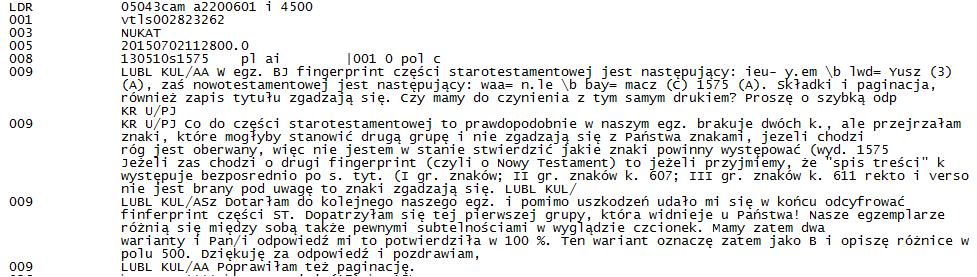 LDR 05043cam a2200601 i 4500
001 vtls002823262
003 NUKAT
005 20150702112800.0
008 130510s1575 pl ai |001 0 pol c
009 LUBL KUL/AA W egz. BJ fingerprint części starotestamentowej jest następujący: ieu- y.em \b lwd= Yusz (3)
(A), zaś nowotestamentowej jest następujący: waa= n.le \b bay= macz (C) 1575 (A). Składki i paginacja,
również zapis tytułu zgadzają się. Czy mamy do czynienia z tym samym drukiem? Proszę o szybką odp
KR U/PJ
009 KR U/PJ Co do części starotestamentowej to prawdopodobnie w naszym egz. brakuje dwóch k., ale przejrzałam
znaki, które mogłyby stanowić drugą grupę i nie zgadzają się z Państwa znakami, jezeli chodzi
róg jest oberwany, więc nie jestem w stanie stwierdzić jakie znaki powinny występować (wyd. 1575
Jeżeli zas chodzi o drugi fingerprint (czyli o Nowy Testament) to jeżeli przyjmiemy, że "spis treści" k
występuje bezposrednio po s. tyt. (I gr. znaków; II gr. znaków k. 607; III gr. znaków k. 611 rekto i verso
nie jest brany pod uwagę to znaki zgadzają się. LUBL KUL/
009 LUBL KUL/ASz Dotarłam do kolejnego naszego egz. i pomimo uszkodzeń udało mi się w końcu odcyfrować
finferprint części ST. Dopatrzyłam się tej pierwszej grupy, która widnieje u Państwa! Nasze egzemplarze
różnią się między sobą także pewnymi subtelnościami w wyglądzie czcionek. Mamy zatem dwa
warianty i Pan/i odpowiedź mi to potwierdziła w 100 %. Ten wariant oznaczę zatem jako B i opiszę różnice w
polu 500. Dziękuję za odpowiedź i pozdrawiam,
009 LUBL KUL/AA Poprawiłam też paginację.